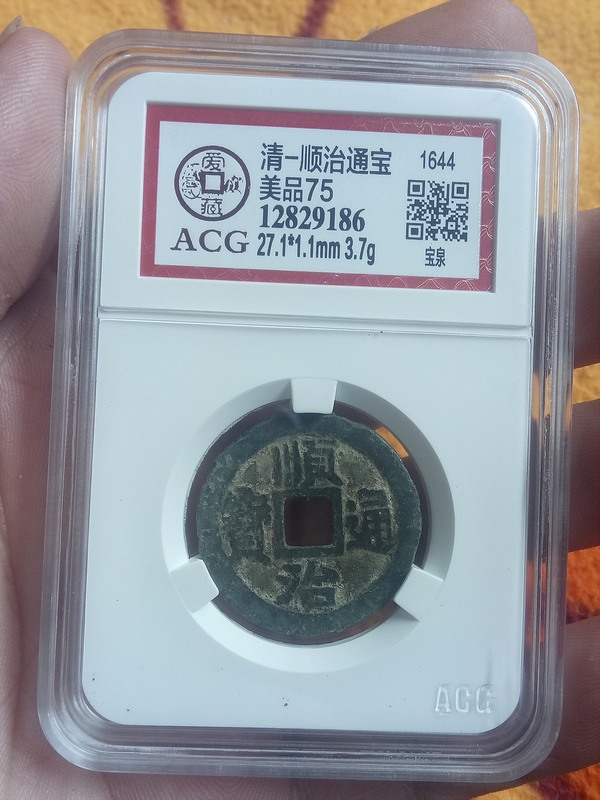 清-顺治通宝 1644
美品75
12829186
ACG 27.1*1.1mm 3.7g
宝泉
爱
藏
順
寶 通
治
ACG